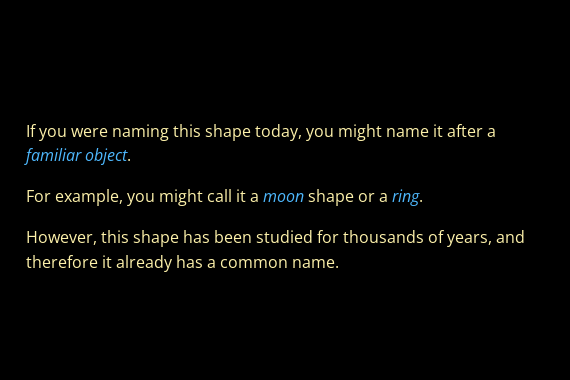 If you were naming this shape today, you might name it after a
familiar object.
For example, you might call it a moon shape or a ring.
However, this shape has been studied for thousands of years, and
therefore it already has a common name.